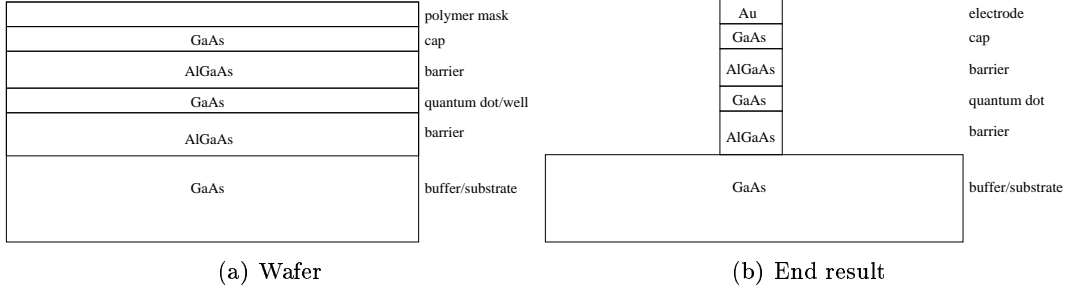 polymer mask
GaAs cap
AlGaAs barrier
GaAs quantum dot/well
AlGaAs barrier
GaAs buffer/substrate
(a) Wafer
Au electrode
GaAs cap
AlGaAs barrier
GaAs quantum dot
AlGaAs barrier
GaAs buffer/substrate
(b) End result